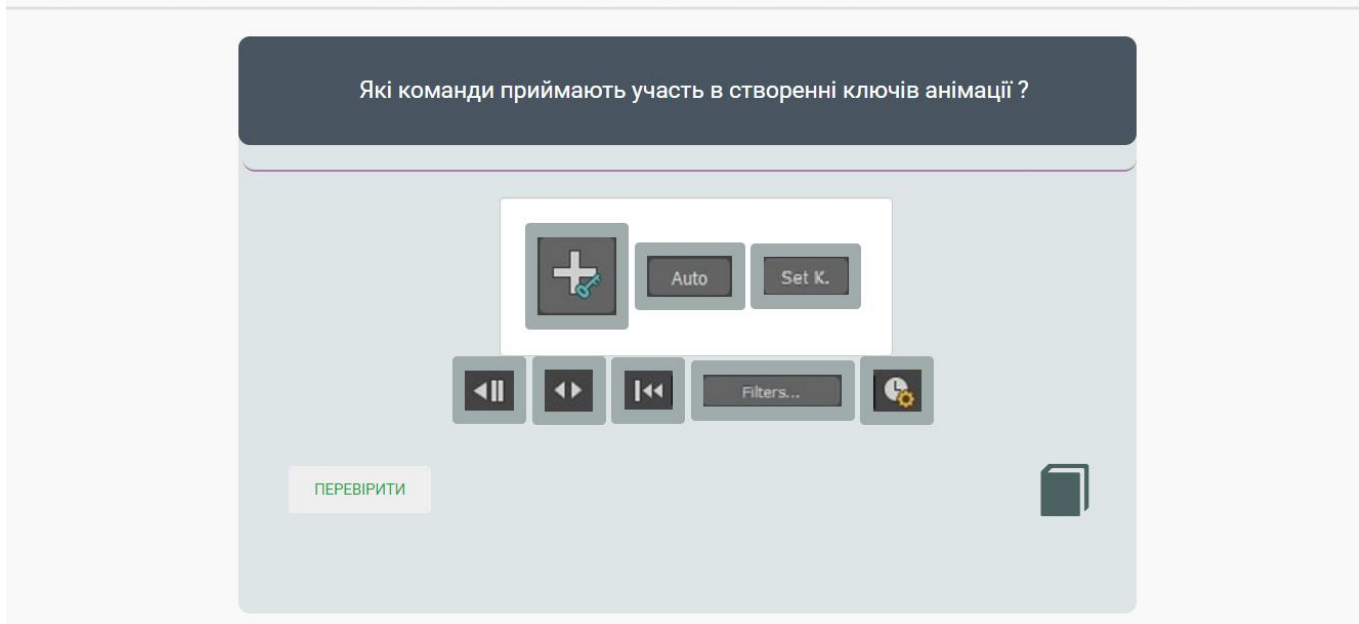 Які команди приймають участь в створенні ключів анімації ?
Auto
Set K.
Filters...
ПЕРЕВІРИТИ